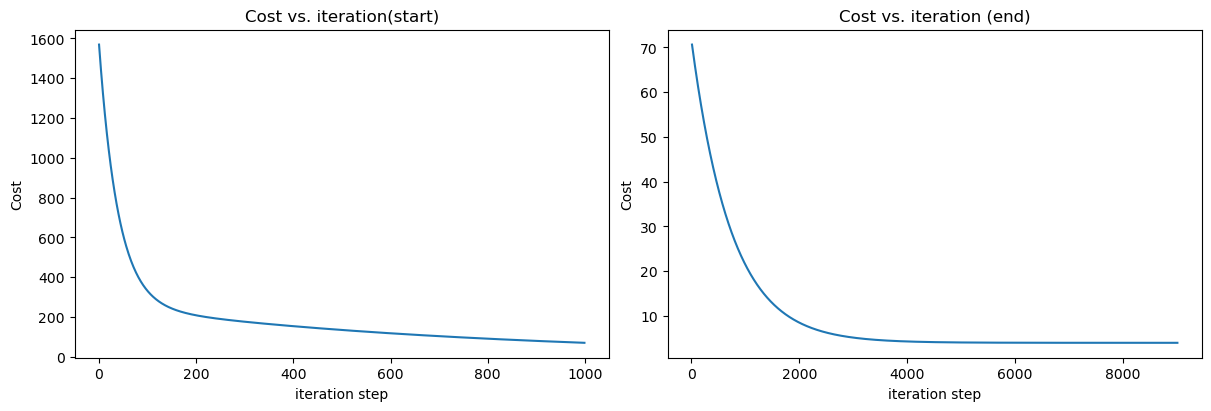 Cost vs. iteration(start)
Cost
1600
1400
1200
1000
800
600
400
200
0
0 200 400 600 800 1000
iteration step
Cost vs. iteration (end)
Cost
70
60
50
40
30
20
10
0 2000 4000 6000 8000
iteration step